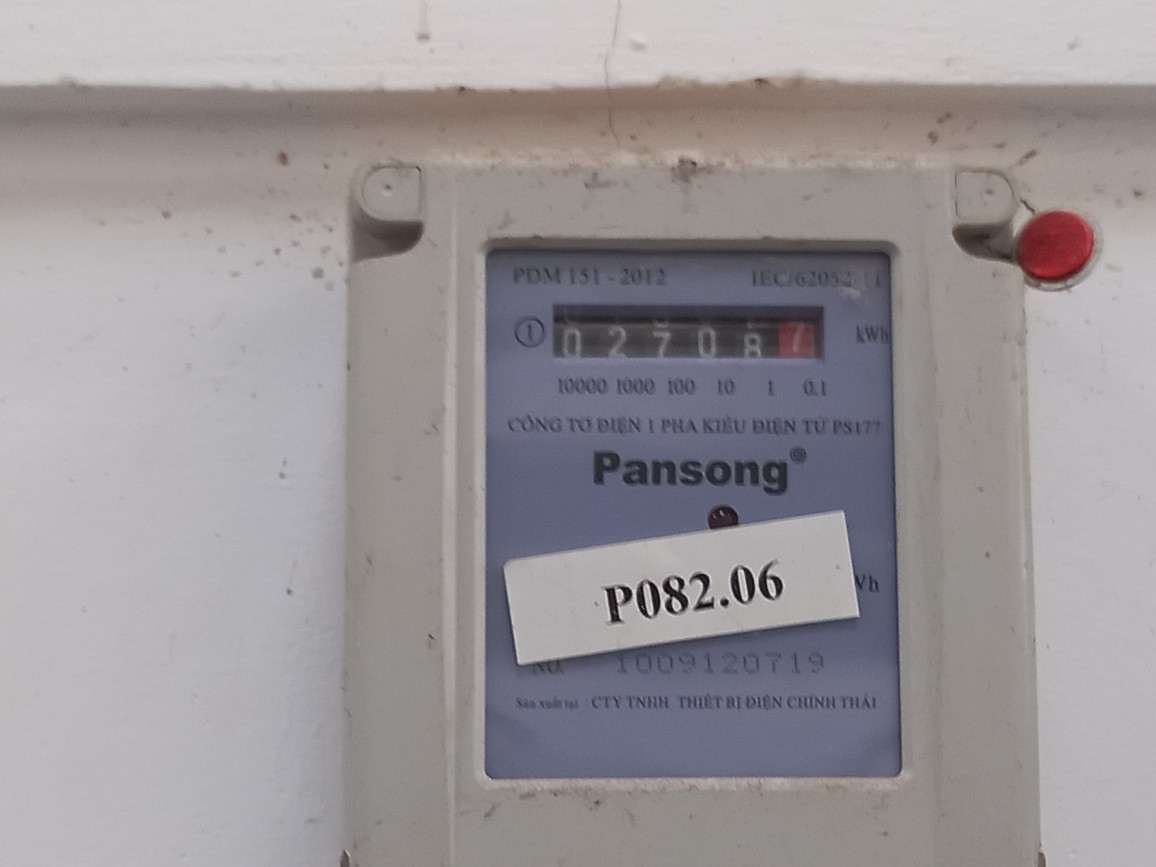 PDM 151 - 2012 IEC/62052-11
1 0 2 7 0 8 7 kWh
10000 1000 100 10 1 0.1
CÔNG TƠ ĐIỆN 1 PHA KIỂU ĐIỆN TỬ PS177
Pansong®
P082.06
Vh
NO. 1009120719
Sản xuất tại : CTY TNHH THIẾT BỊ ĐIỆN CHÍNH THÁI